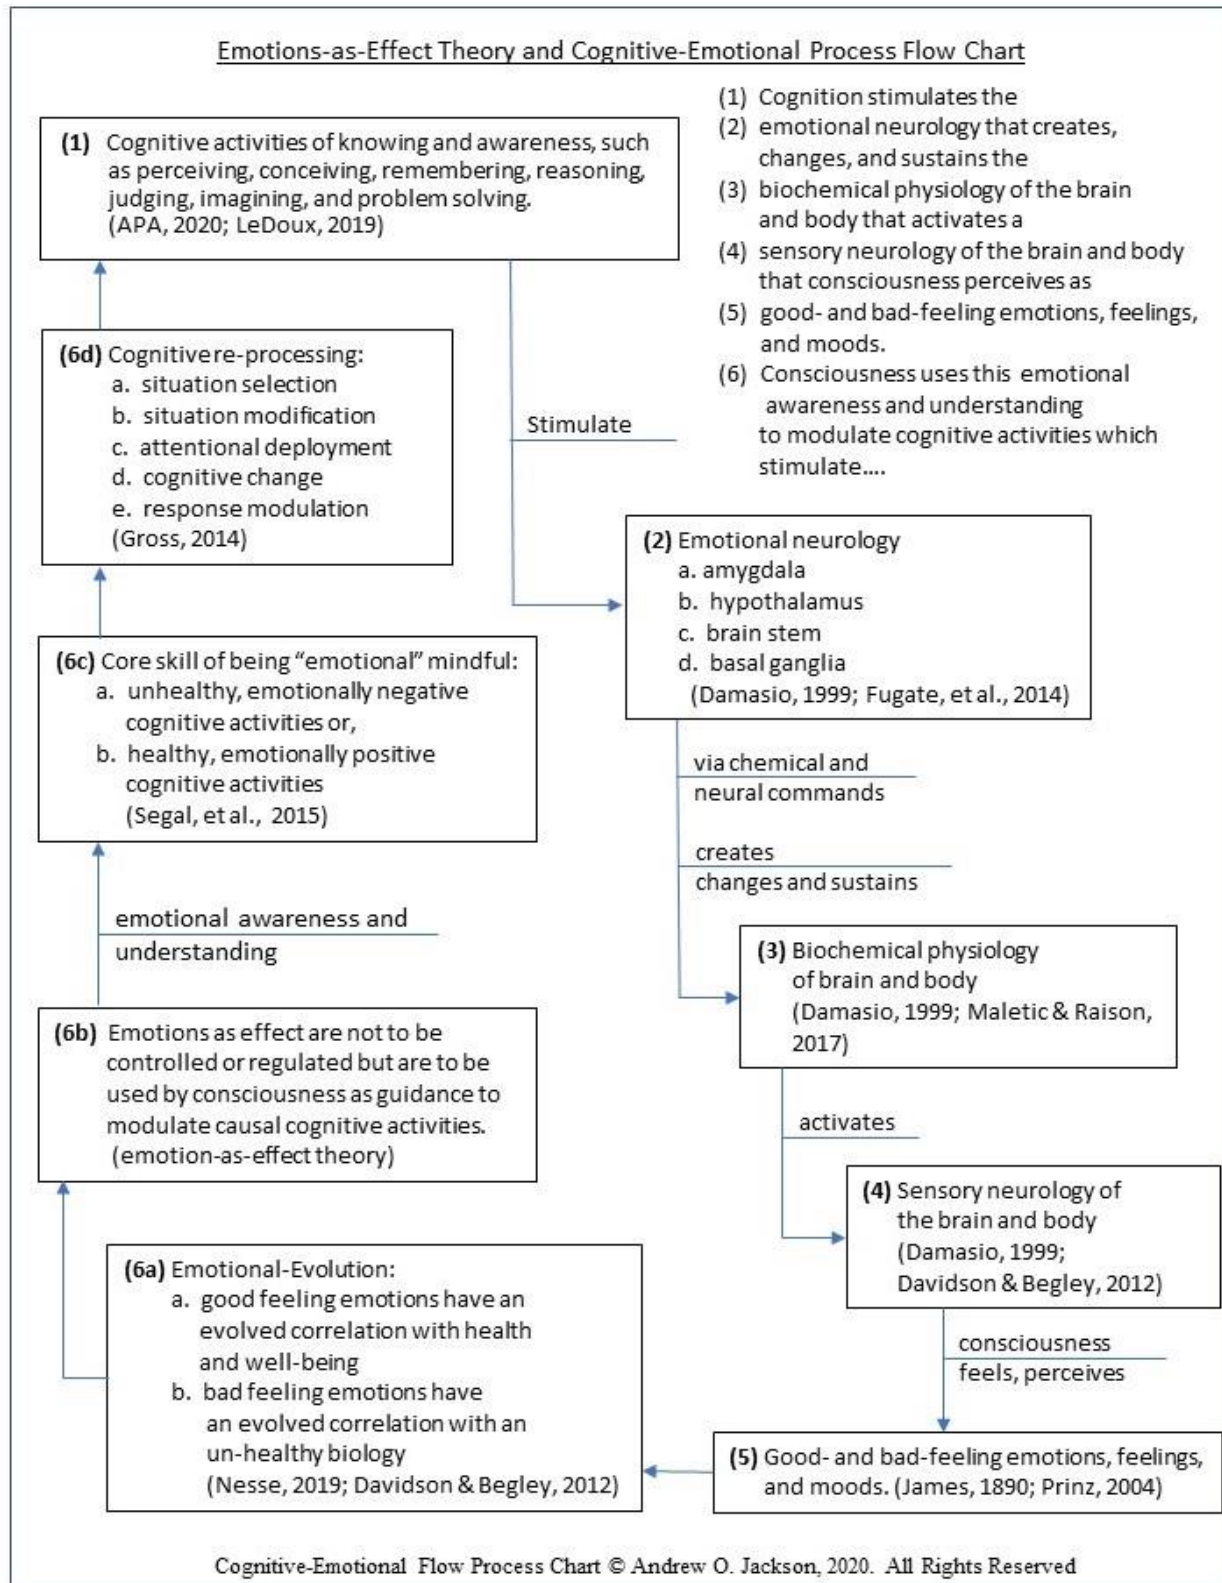 Emotions-as-Effect Theory and Cognitive-Emotional Process Flow Chart
(1) Cognition stimulates the
(2) emotional neurology that creates,
changes, and sustains the
(3) biochemical physiology of the brain
and body that activates a
(4) sensory neurology of the brain and body
that consciousness perceives as
(5) good- and bad-feeling emotions, feelings,
and moods.
(6) Consciousness uses this emotional
awareness and understanding
to modulate cognitive activities which
stimulate....
(1) Cognitive activities of knowing and awareness, such
as perceiving, conceiving, remembering, reasoning,
judging, imagining, and problem solving.
(APA, 2020; LeDoux, 2019)
Stimulate
(2) Emotional neurology
a. amygdala
b. hypothalamus
c. brain stem
d. basal ganglia
(Damasio, 1999; Fugate, et al., 2014)
via chemical and
neural commands
creates
changes and sustains
(3) Biochemical physiology
of brain and body
(Damasio, 1999; Maletic & Raison,
2017)
activates
(4) Sensory neurology of
the brain and body
(Damasio, 1999;
Davidson & Begley, 2012)
consciousness
feels, perceives
(5) Good- and bad-feeling emotions, feelings,
and moods. (James, 1890; Prinz, 2004)
(6a) Emotional-Evolution:
a. good feeling emotions have an
evolved correlation with health
and well-being
b. bad feeling emotions have
an evolved correlation with an
un-healthy biology
(Nesse, 2019; Davidson & Begley, 2012)
(6b) Emotions as effect are not to be
controlled or regulated but are to be
used by consciousness as guidance to
modulate causal cognitive activities.
(emotion-as-effect theory)
emotional awareness and
understanding
(6c) Core skill of being “emotional” mindful:
a. unhealthy, emotionally negative
cognitive activities or,
b. healthy, emotionally positive
cognitive activities
(Segal, et al., 2015)
(6d) Cognitive re-processing:
a. situation selection
b. situation modification
c. attentional deployment
d. cognitive change
e. response modulation
(Gross, 2014)
Cognitive-Emotional Flow Process Chart © Andrew O. Jackson, 2020. All Rights Reserved